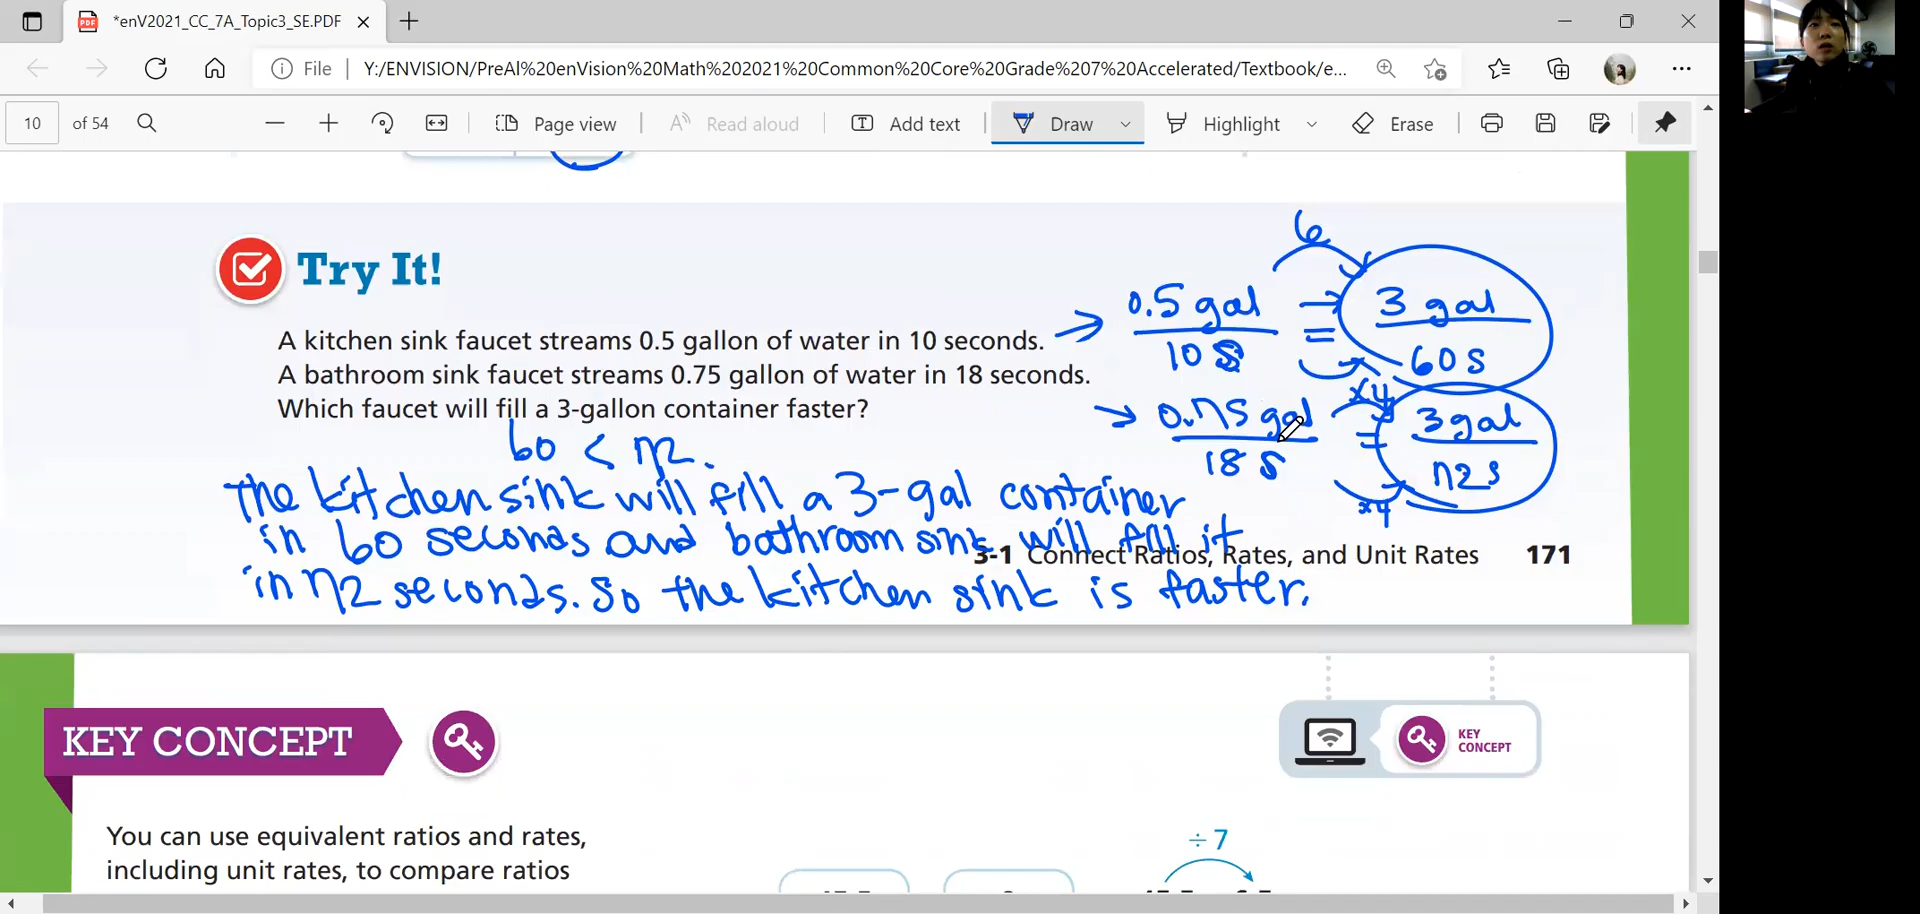 *enV2021_CC_7A_Topic3_SE.PDF
File
Y:/ENVISION/PreAl%20enVision%20Math%202021%20Common%20Core%20Grade%207%20Accelerated/Textbook/e...
10 of 54
Page view
Read aloud
Add text
Draw
Highlight
Erase
Try It!
A kitchen sink faucet streams 0.5 gallon of water in 10 seconds.
A bathroom sink faucet streams 0.75 gallon of water in 18 seconds.
Which faucet will fill a 3-gallon container faster?
6
0.5 gal = 3 gal
10 s 60 s
x4
0.75 gal = 3 gal
18 s 72 s
x4
60 < 72.
The kitchen sink will fill a 3-gal container
in 60 seconds and bathroom sink will fill it
in 72 seconds. So the kitchen sink is faster.
3-1 Connect Ratios, Rates, and Unit Rates 171
KEY CONCEPT
KEY
CONCEPT
You can use equivalent ratios and rates,
including unit rates, to compare ratios
÷ 7